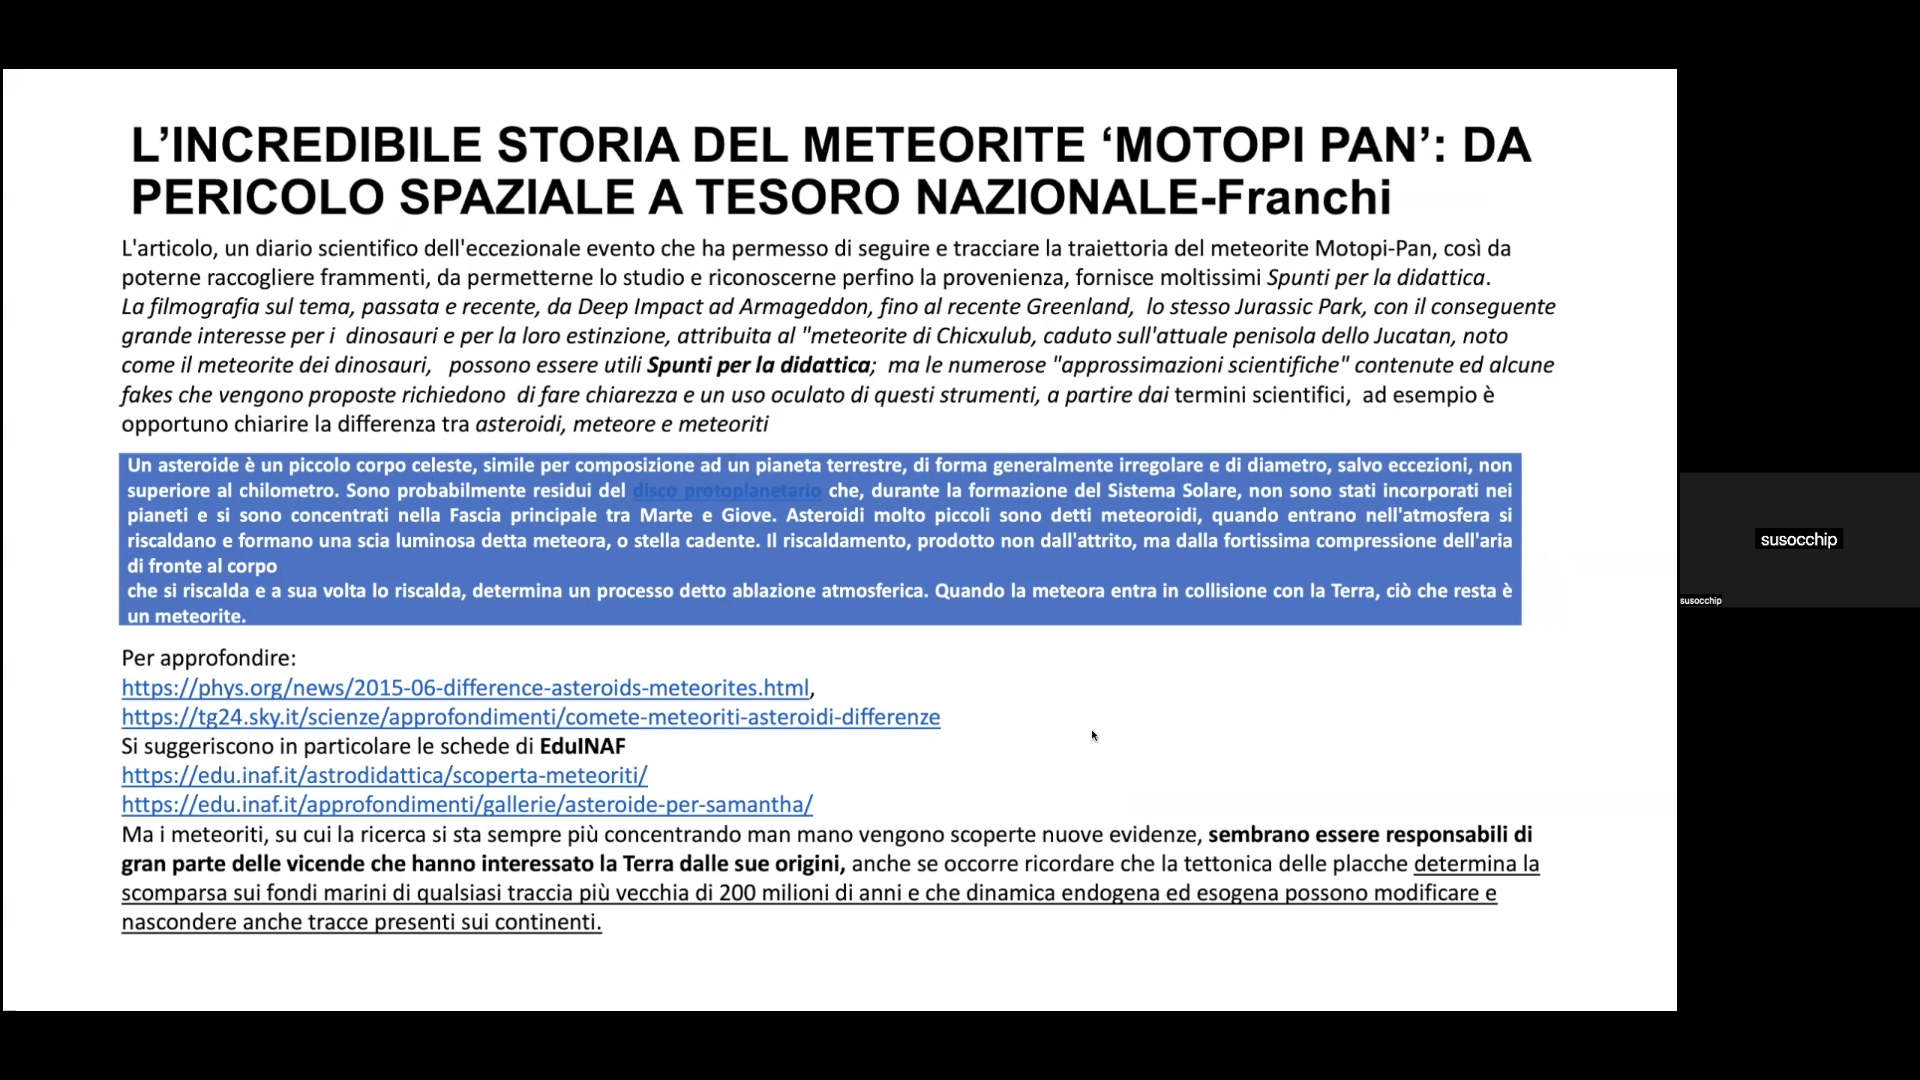 L’INCREDIBILE STORIA DEL METEORITE ‘MOTOPI PAN’: DA
PERICOLO SPAZIALE A TESORO NAZIONALE-Franchi
L'articolo, un diario scientifico dell'eccezionale evento che ha permesso di seguire e tracciare la traiettoria del meteorite Motopi-Pan, così da
poterne raccogliere frammenti, da permetterne lo studio e riconoscerne perfino la provenienza, fornisce moltissimi Spunti per la didattica.
La filmografia sul tema, passata e recente, da Deep Impact ad Armageddon, fino al recente Greenland, lo stesso Jurassic Park, con il conseguente
grande interesse per i dinosauri e per la loro estinzione, attribuita al "meteorite di Chicxulub, caduto sull'attuale penisola dello Jucatan, noto
come il meteorite dei dinosauri, possono essere utili Spunti per la didattica; ma le numerose "approssimazioni scientifiche" contenute ed alcune
fakes che vengono proposte richiedono di fare chiarezza e un uso oculato di questi strumenti, a partire dai termini scientifici, ad esempio è
opportuno chiarire la differenza tra asteroidi, meteore e meteoriti
Un asteroide è un piccolo corpo celeste, simile per composizione ad un pianeta terrestre, di forma generalmente irregolare e di diametro, salvo eccezioni, non
superiore al chilometro. Sono probabilmente residui del disco protoplanetario che, durante la formazione del Sistema Solare, non sono stati incorporati nei
pianeti e si sono concentrati nella Fascia principale tra Marte e Giove. Asteroidi molto piccoli sono detti meteoroidi, quando entrano nell'atmosfera si
riscaldano e formano una scia luminosa detta meteora, o stella cadente. Il riscaldamento, prodotto non dall'attrito, ma dalla fortissima compressione dell'aria
di fronte al corpo
che si riscalda e a sua volta lo riscalda, determina un processo detto ablazione atmosferica. Quando la meteora entra in collisione con la Terra, ciò che resta è
un meteorite.
Per approfondire:
https://phys.org/news/2015-06-difference-asteroids-meteorites.html,
https://tg24.sky.it/scienze/approfondimenti/comete-meteoriti-asteroidi-differenze
Si suggeriscono in particolare le schede di EduINAF
https://edu.inaf.it/astrodidattica/scoperta-meteoriti/
https://edu.inaf.it/approfondimenti/gallerie/asteroide-per-samantha/
Ma i meteoriti, su cui la ricerca si sta sempre più concentrando man mano vengono scoperte nuove evidenze, sembrano essere responsabili di
gran parte delle vicende che hanno interessato la Terra dalle sue origini, anche se occorre ricordare che la tettonica delle placche determina la
scomparsa sui fondi marini di qualsiasi traccia più vecchia di 200 milioni di anni e che dinamica endogena ed esogena possono modificare e
nascondere anche tracce presenti sui continenti.
susocchip
susocchip